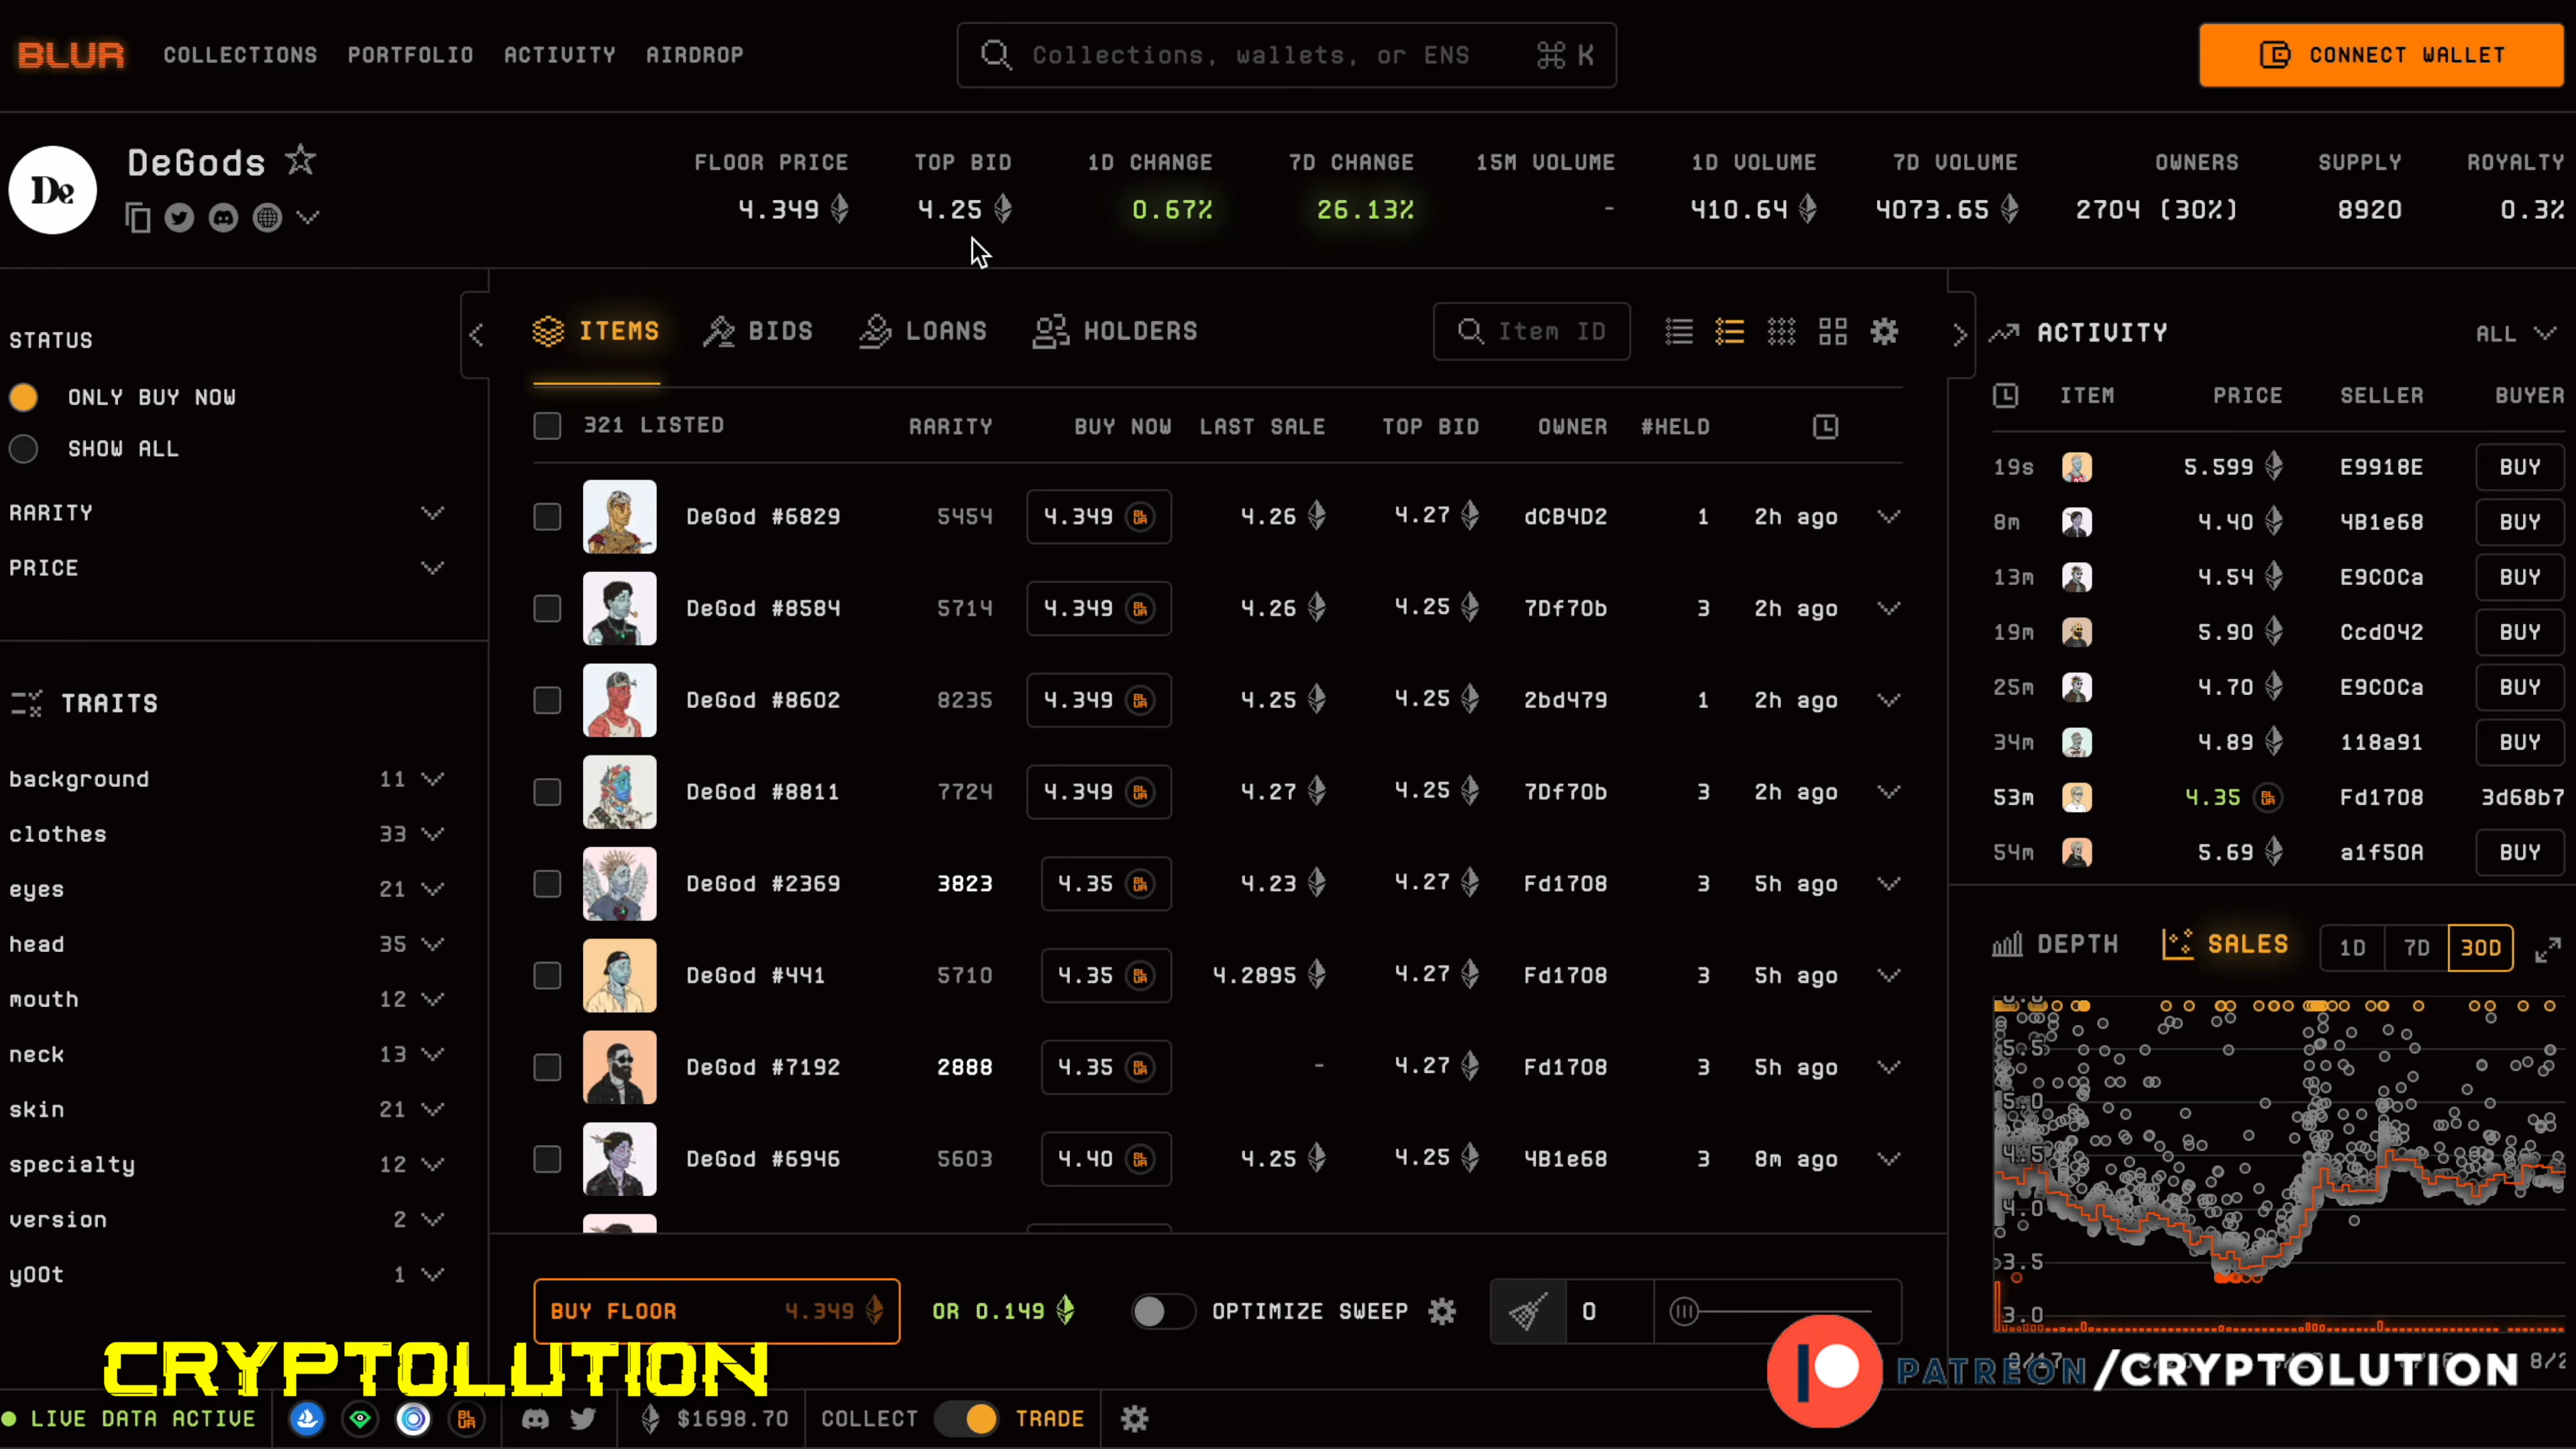 BLUR COLLECTIONS PORTFOLIO ACTIVITY AIRDROP Collections, wallets, or ENS ⌘ K CONNECT WALLET
DeGods
FLOOR PRICE TOP BID 1D CHANGE 7D CHANGE 15M VOLUME 1D VOLUME 7D VOLUME OWNERS SUPPLY ROYALTY
De
4.349 4.25 0.67% 26.13% - 410.64 4073.65 2704 (30%) 8920 0.3%
STATUS
ONLY BUY NOW
SHOW ALL
RARITY
PRICE
TRAITS
background 11
clothes 33
eyes 21
head 35
mouth 12
neck 13
skin 21
specialty 12
version 2
y00t 1
ITEMS BIDS LOANS HOLDERS Item ID
321 LISTED RARITY BUY NOW LAST SALE TOP BID OWNER #HELD
DeGod #6829 5454 4.349 4.26 4.27 dCB4D2 1 2h ago
DeGod #8584 5714 4.349 4.26 4.25 7Df70b 3 2h ago
DeGod #8602 8235 4.349 4.25 4.25 2bd479 1 2h ago
DeGod #8811 7724 4.349 4.27 4.25 7Df70b 3 2h ago
DeGod #2369 3823 4.35 4.23 4.27 Fd1708 3 5h ago
DeGod #441 5710 4.35 4.2895 4.27 Fd1708 3 5h ago
DeGod #7192 2888 4.35 - 4.27 Fd1708 3 5h ago
DeGod #6946 5603 4.40 4.25 4.25 4B1e68 3 8m ago
BUY FLOOR 4.349 OR 0.149 OPTIMIZE SWEEP 0
ACTIVITY ALL
ITEM PRICE SELLER BUYER
19s 5.599 E9918E BUY
8m 4.40 4B1e68 BUY
13m 4.54 E9C0Ca BUY
19m 5.90 Ccd042 BUY
25m 4.70 E9C0Ca BUY
34m 4.89 118a91 BUY
53m 4.35 Fd1708 3d68b7
54m 5.69 a1f50A BUY
DEPTH SALES 1D 7D 30D
5.5
5.0
4.5
4.0
3.5
3.0
CRYPTOLUTION
PATREON/CRYPTOLUTION
LIVE DATA ACTIVE $1698.70 COLLECT TRADE